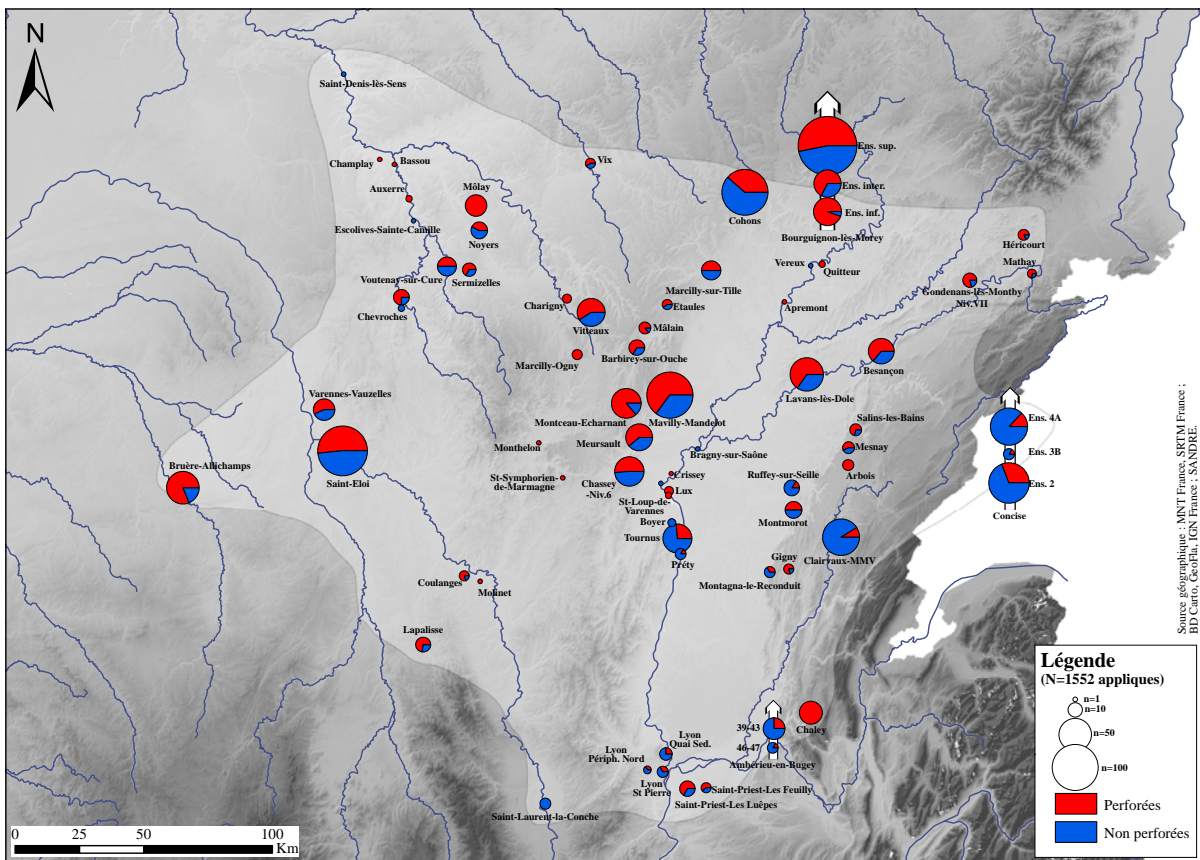 N
Saint-Denis-lès-Sens
Champlay
Bassou
Vix
Auxerre
Môlay
Escolives-Sainte-Camille
Noyers
Cohons
Ens. sup.
Ens. inter.
Ens. inf.
Bourguignon-lès-Morey
Héricourt
Mathay
Vereux
Quitteur
Gondenans-lès-Montby
Niv.VII
Voutenay-sur-Cure
Sermizelles
Marcilly-sur-Tille
Chevroches
Charigny
Etaules
Apremont
Vitteaux
Mâlain
Barbirey-sur-Ouche
Marcilly-Ogny
Besançon
Lavans-lès-Dole
Varennes-Vauzelles
Montceau-Echarnant
Mavilly-Mandelot
Salins-les-Bains
Ens. 4A
Meursault
Monthelon
Bragny-sur-Saône
Mesnay
Ens. 3B
Saint-Eloi
Bruère-Allichamps
St-Symphorien-
de-Marmagne
Chassey
-Niv.6
Crissey
Arbois
Ruffey-sur-Seille
Ens. 2
Lux
St-Loup-de-
Varennes
Montmorot
Concise
Boyer
Tournus
Clairvaux-MMV
Préty
Gigny
Montagna-le-Reconduit
Coulanges
Molinet
Lapalisse
39-43
Chaley
46-47
Ambérieu-en-Bugey
Lyon
Quai Sed.
Lyon
Périph. Nord
Lyon
St Pierre
Saint-Priest-Les Feuilly
Saint-Priest-Les Luêpes
Saint-Laurent-la-Conche
Source géographique : MNT France, SRTM France ;
BD Carto, GeoFla, IGN France ; SANDRE.
Légende
(N=1552 appliques)
n=1
n=10
n=50
n=100
Perforées
Non perforées
0 25 50 100
Km